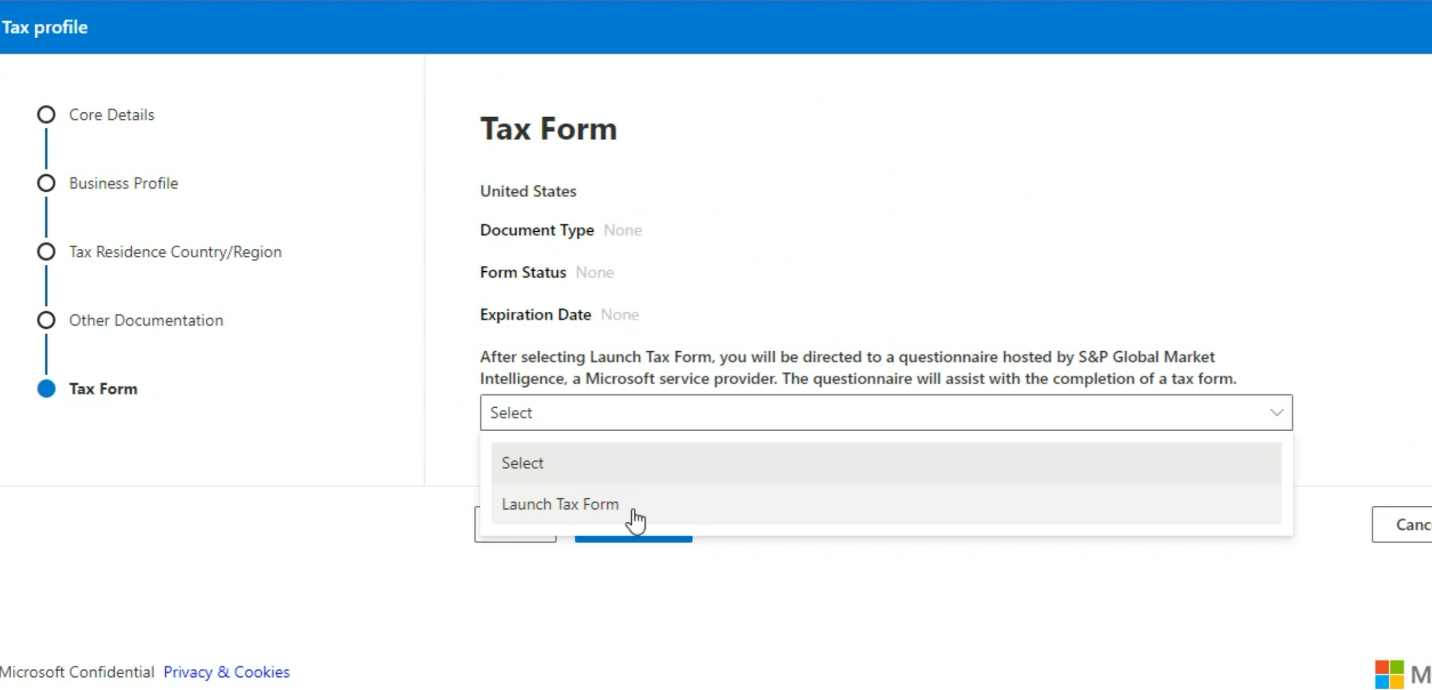 Tax profile
Core Details
Business Profile
Tax Residence Country/Region
Other Documentation
Tax Form
Tax Form
United States
Document Type None
Form Status None
Expiration Date None
After selecting Launch Tax Form, you will be directed to a questionnaire hosted by S&P Global Market
Intelligence, a Microsoft service provider. The questionnaire will assist with the completion of a tax form.
Select
Select
Launch Tax Form
Canc
Microsoft Confidential Privacy & Cookies
M